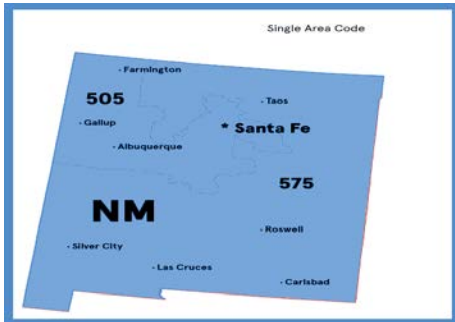 Single Area Code
• Farmington
505
• Taos
• Gallup
* Santa Fe
• Albuquerque
575
NM
• Roswell
• Silver City
• Las Cruces
• Carlsbad